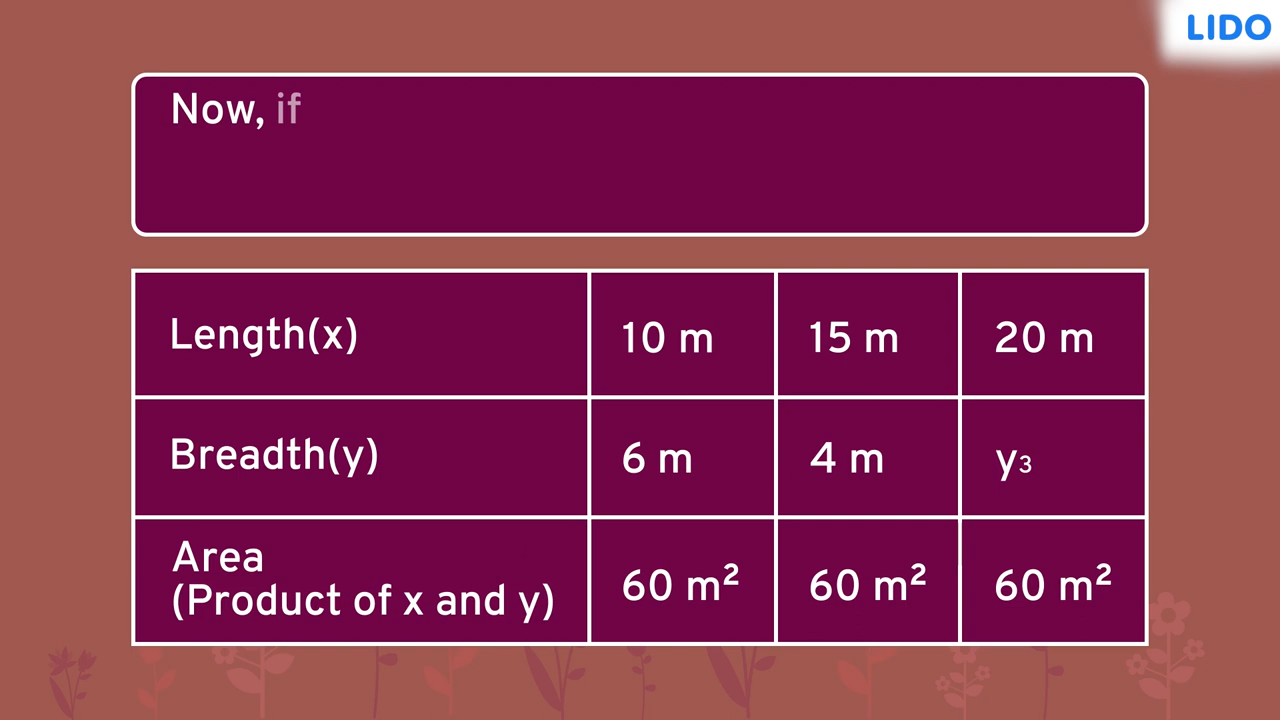 LIDO
Now, if
Length(x) 10 m 15 m 20 m
Breadth(y) 6 m 4 m y₃
Area
(Product of x and y) 60 m² 60 m² 60 m²